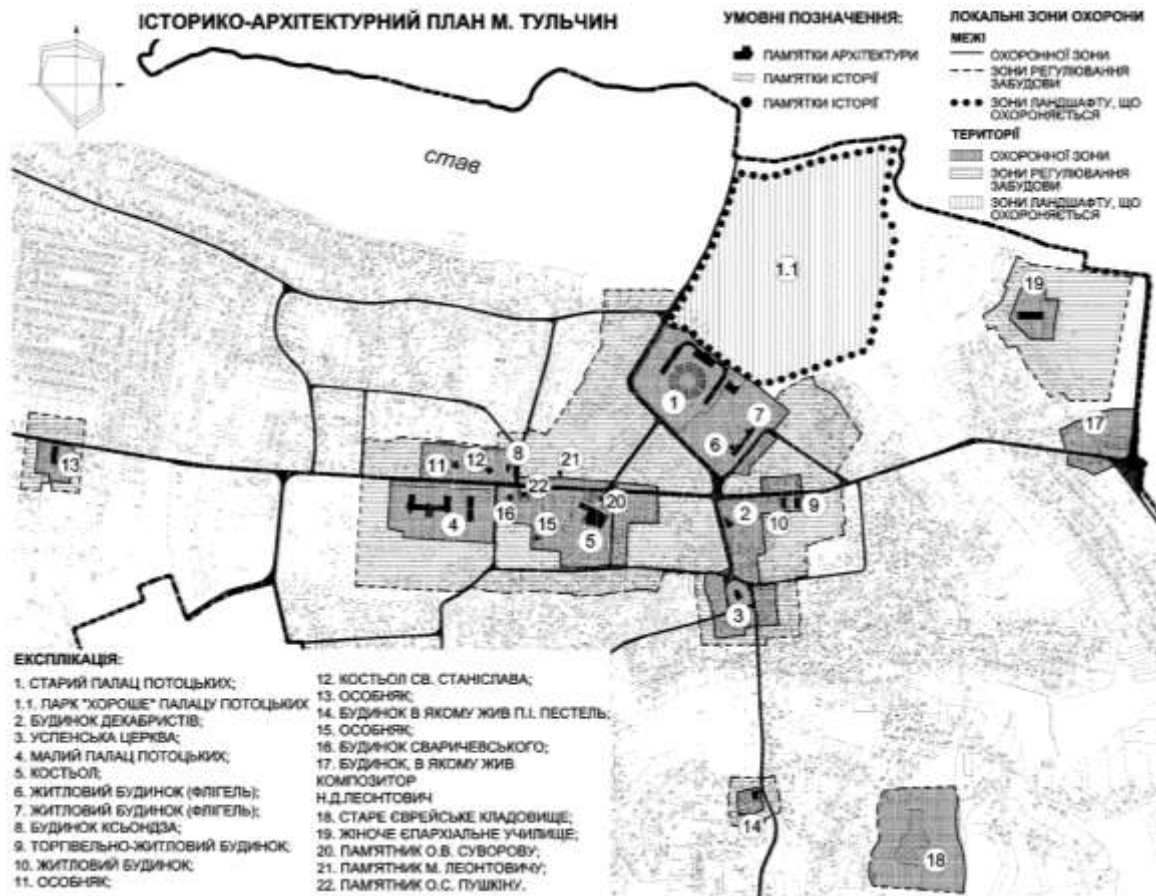 ІСТОРИКО-АРХІТЕКТУРНИЙ ПЛАН М. ТУЛЬЧИН
УМОВНІ ПОЗНАЧЕННЯ:
ПАМ'ЯТКИ АРХІТЕКТУРИ
ПАМ'ЯТКИ ІСТОРІЇ
ПАМ'ЯТКИ ІСТОРІЇ
ЛОКАЛЬНІ ЗОНИ ОХОРОНИ
МЕЖІ
ОХОРОННОЇ ЗОНИ
ЗОНИ РЕГУЛЮВАННЯ
ЗАБУДОВИ
ЗОНИ ЛАНДШАФТУ, ЩО
ОХОРОНЯЄТЬСЯ
ТЕРИТОРІЇ
ОХОРОННОЇ ЗОНИ
ЗОНИ РЕГУЛЮВАННЯ
ЗАБУДОВИ
ЗОНИ ЛАНДШАФТУ, ЩО
ОХОРОНЯЄТЬСЯ
став
1.1
19
1
7
17
6
13
11
12
8
21
22
20
4
16
15
5
2
10
9
3
14
18
ЕКСПЛІКАЦІЯ:
1. СТАРИЙ ПАЛАЦ ПОТОЦЬКИХ;
1.1. ПАРК "ХОРОШЕ" ПАЛАЦУ ПОТОЦЬКИХ
2. БУДИНОК ДЕКАБРИСТІВ;
3. УСПЕНСЬКА ЦЕРКВА;
4. МАЛИЙ ПАЛАЦ ПОТОЦЬКИХ;
5. КОСТЬОЛ;
6. ЖИТЛОВИЙ БУДИНОК (ФЛІГЕЛЬ);
7. ЖИТЛОВИЙ БУДИНОК (ФЛІГЕЛЬ);
8. БУДИНОК КСЬОНДЗА;
9. ТОРГІВЕЛЬНО-ЖИТЛОВИЙ БУДИНОК;
10. ЖИТЛОВИЙ БУДИНОК;
11. ОСОБНЯК;
12. КОСТЬОЛ СВ. СТАНІСЛАВА;
13. ОСОБНЯК;
14. БУДИНОК В ЯКОМУ ЖИВ П.І. ПЕСТЕЛЬ;
15. ОСОБНЯК;
16. БУДИНОК СВАРИЧЕВСЬКОГО;
17. БУДИНОК, В ЯКОМУ ЖИВ
КОМПОЗИТОР
Н.Д.ЛЕОНТОВИЧ
18. СТАРЕ ЄВРЕЙСЬКЕ КЛАДОВИЩЕ;
19. ЖІНОЧЕ ЄПАРХІАЛЬНЕ УЧИЛИЩЕ;
20. ПАМ'ЯТНИК О.В. СУВОРОВУ;
21. ПАМ'ЯТНИК М. ЛЕОНТОВИЧУ;
22. ПАМ'ЯТНИК О.С. ПУШКІНУ.